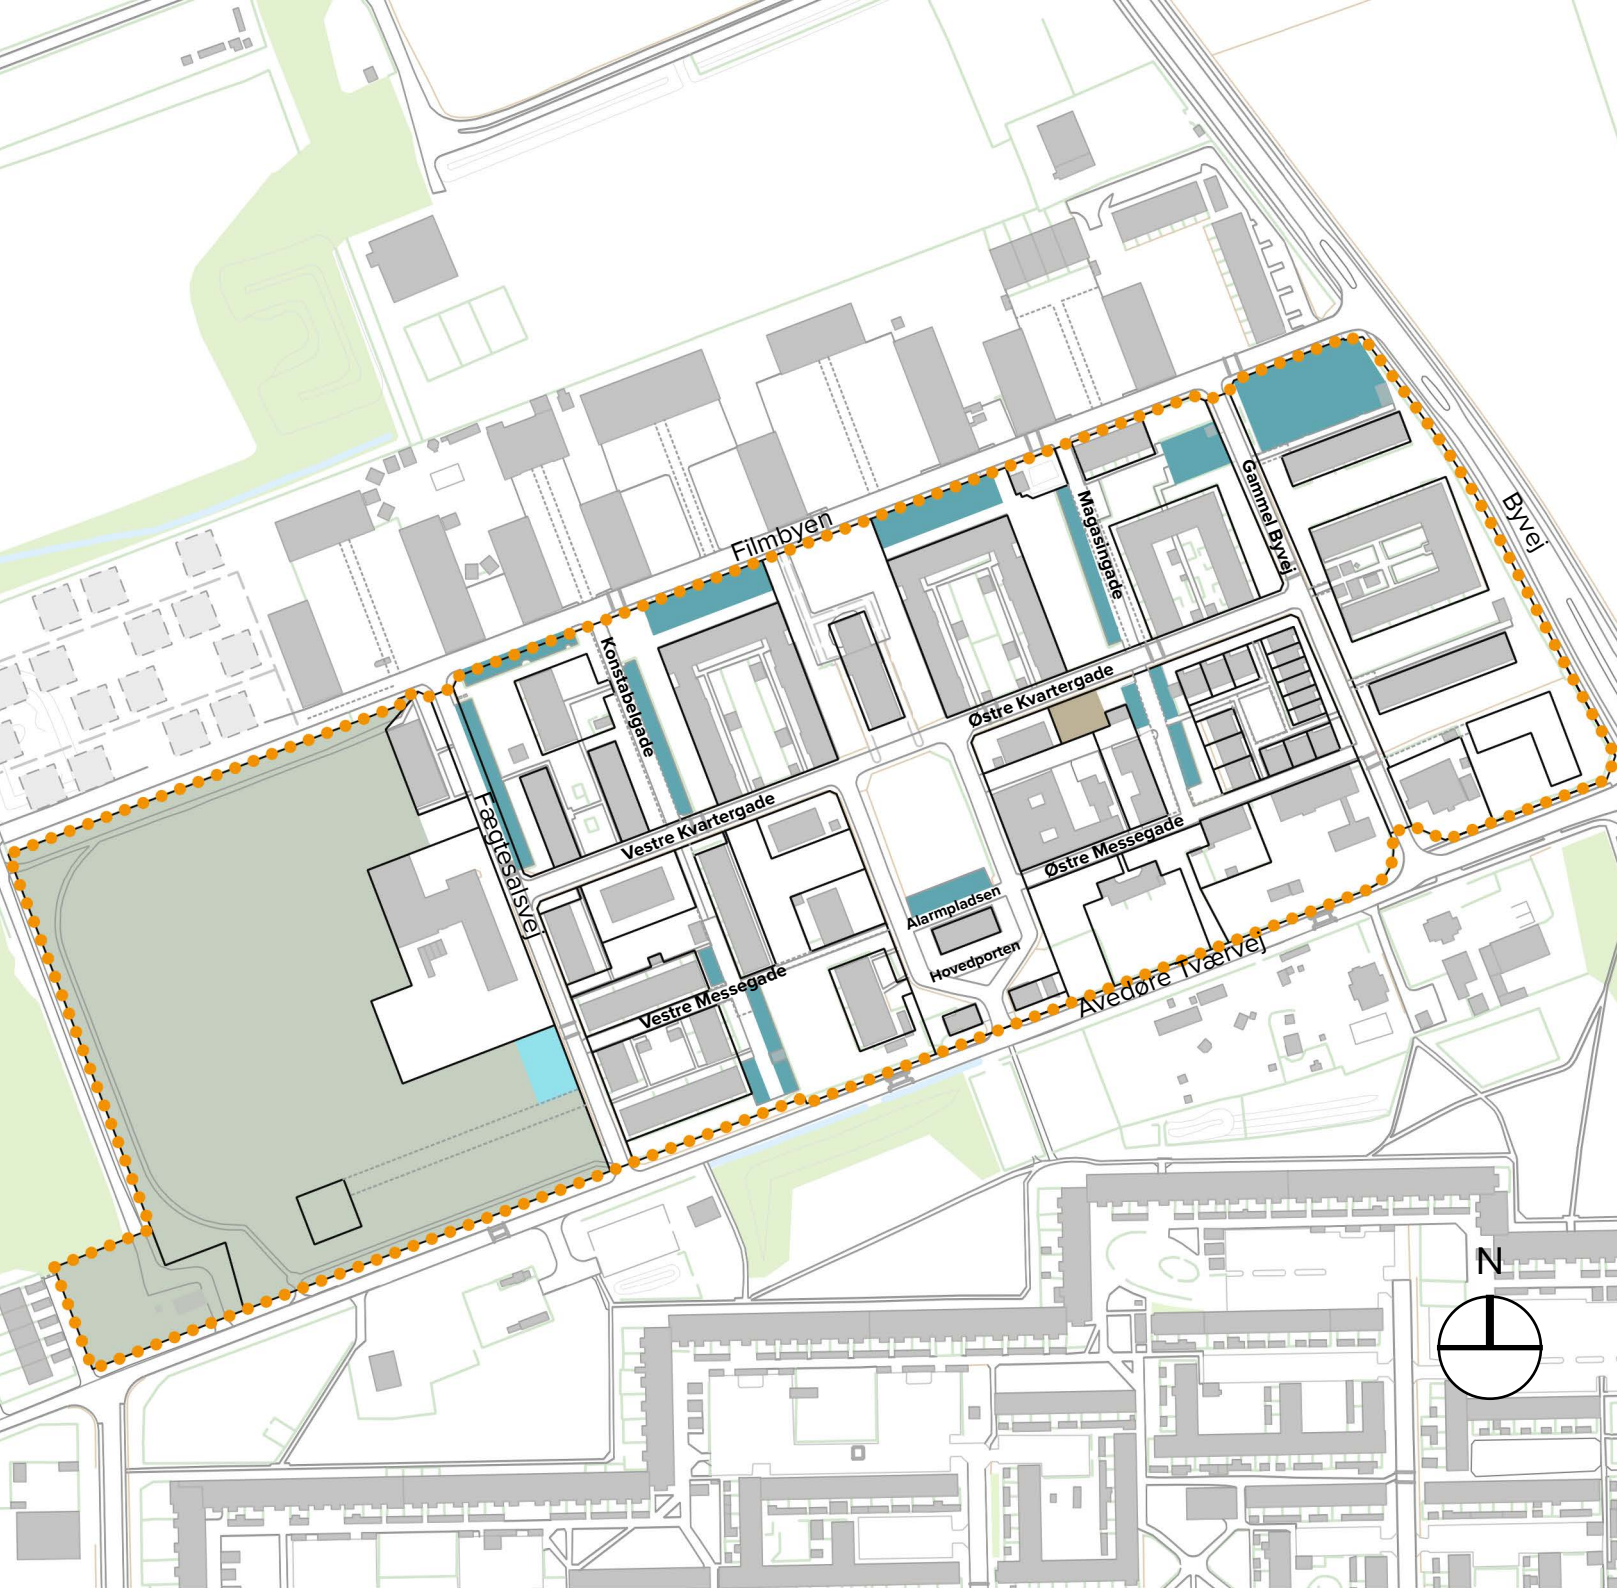 Filmbyen
Byvej
Gammel Byvej
Magasingade
Konstabelgade
Østre Kvartergade
Fægtesalsvej
Vestre Kvartergade
Østre Messegade
Alarmpladsen
Hovedporten
Vestre Messegade
Avedøre Tværvej
N